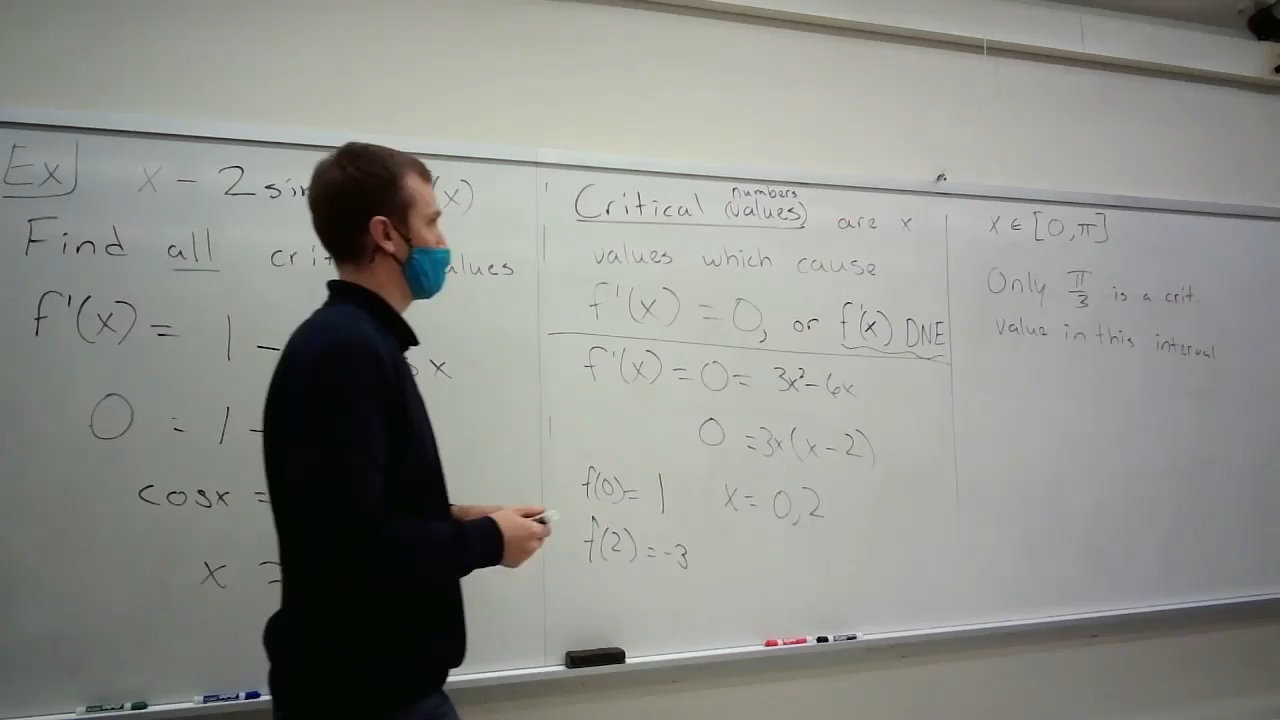 Ex x - 2 sin (x)
Find all crit values
f'(x) = 1 - x
0 = 1 -
cosx =
x =
Critical numbers (values) are x
values which cause
f'(x) = 0, or f'(x) DNE
f'(x) = 0 = 3x² - 6x
0 = 3x(x - 2)
f(0) = 1 x = 0, 2
f(2) = -3
x ∈ [0, π]
Only π/3 is a crit.
value in this interval